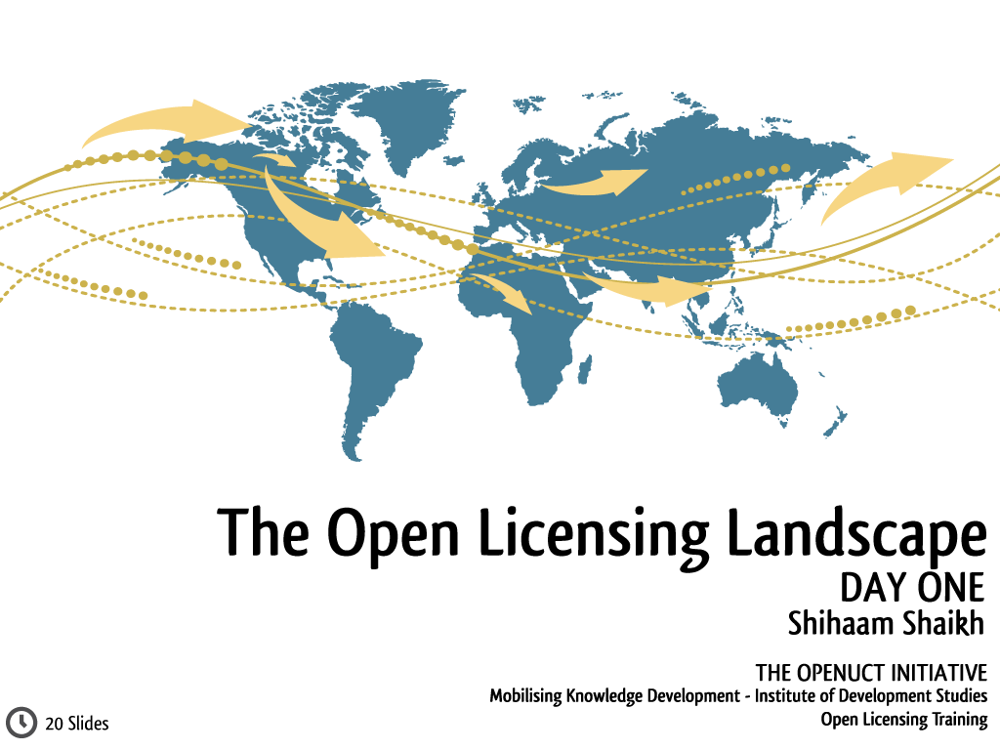 The Open Licensing Landscape
DAY ONE
Shihaam Shaikh
THE OPENUCT INITIATIVE
Mobilising Knowledge Development - Institute of Development Studies
Open Licensing Training
20 Slides